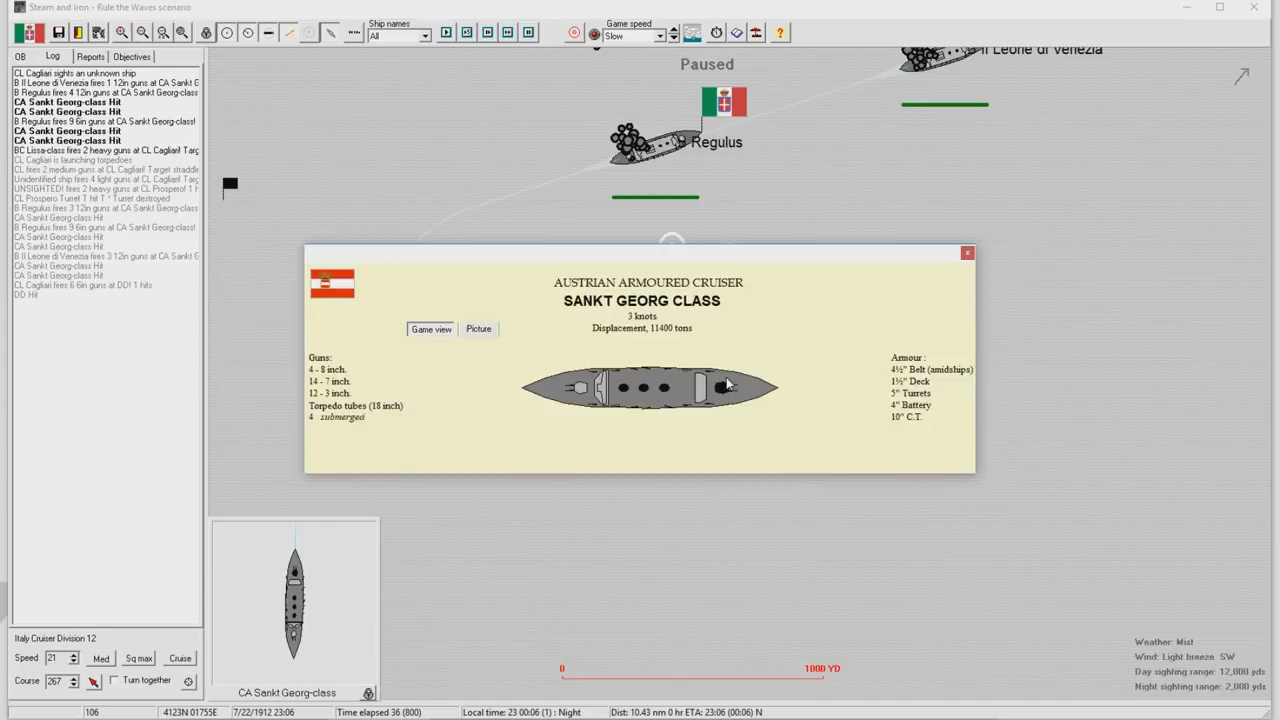 Steam and Iron - Rule the Waves scenario
Ship names
All
Game speed
Slow
OB
Log
Reports
Objectives
CL Cagliari sights an unknown ship
B Il Leone di Venezia fires 1 12in guns at CA Sankt
B Regulus fires 4 12in guns at CA Sankt Georg-class
CA Sankt Georg-class Hit
CA Sankt Georg-class Hit
B Regulus fires 9 6in guns at CA Sankt Georg-class!
CA Sankt Georg-class Hit
CA Sankt Georg-class Hit
BC Lissa-class fires 2 heavy guns at CL Cagliari! Targ
CL Cagliari is launching torpedoes
CL fires 2 medium guns at CL Cagliari! Target straddle
Unidentified ship fires 4 light guns at CL Cagliari! Targ
UNSIGHTED! fires 2 heavy guns at CL Prospero! 1 h
CL Prospero Turret T hit T * Turret destroyed
B Regulus fires 3 12in guns at CA Sankt Georg-class
CA Sankt Georg-class Hit
B Regulus fires 9 6in guns at CA Sankt Georg-class!
CA Sankt Georg-class Hit
CA Sankt Georg-class Hit
B Il Leone di Venezia fires 3 12in guns at CA Sankt G
CA Sankt Georg-class Hit
CA Sankt Georg-class Hit
CL Cagliari fires 6 6in guns at DD! 1 hits
DD Hit
Paused
Il Leone di Venezia
B Regulus
AUSTRIAN ARMOURED CRUISER
SANKT GEORG CLASS
3 knots
Displacement, 11400 tons
Game view
Picture
Guns:
4 - 8 inch.
14 - 7 inch.
12 - 3 inch.
Torpedo tubes (18 inch)
4 submerged
Armour :
4½" Belt (amidships)
1½" Deck
5" Turrets
4" Battery
10" C.T.
CA Sankt Georg-class
Italy Cruiser Division 12
Speed
21
Med
Sq max
Cruise
Course
267
Turn together
0
1000 YD
Weather: Mist
Wind: Light breeze SW
Day sighting range: 12,000 yds
Night sighting range: 2,000 yds
106
4123N 01755E
7/22/1912 23:06
Time elapsed 36 (800)
Local time: 23 00:06 (1) : Night
Dist: 10.43 nm 0 hr ETA: 23:06 (00:06) N